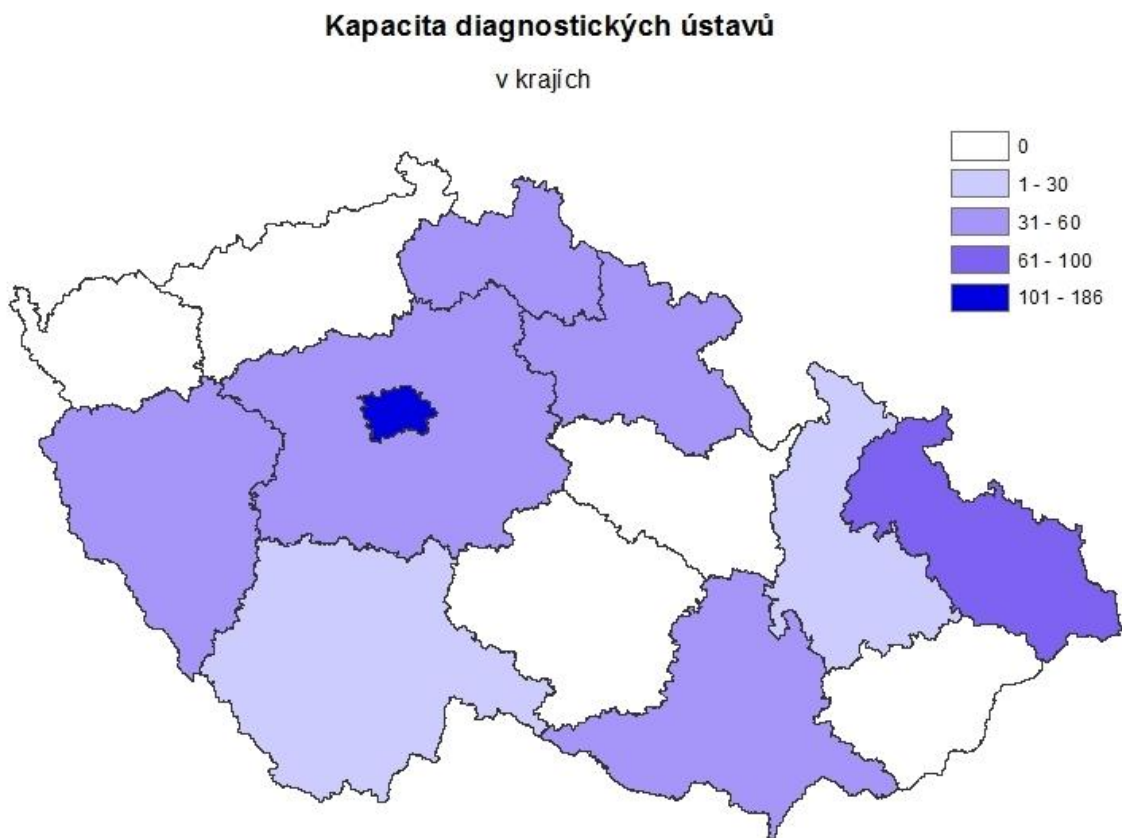 Kapacita diagnostických ústavů
v krajích
0
1 - 30
31 - 60
61 - 100
101 - 186